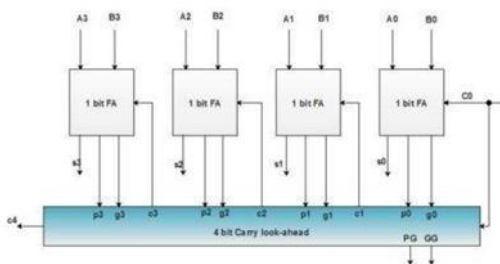 A3 B3 A2 B2 A1 B1 A0 B0
1 bit FA 1 bit FA 1 bit FA 1 bit FA C0
s3 s2 s1 s0
p3 g3 c3 p2 g2 c2 p1 g1 c1 p0 g0
c4 4 bit Carry look-ahead
PG GG